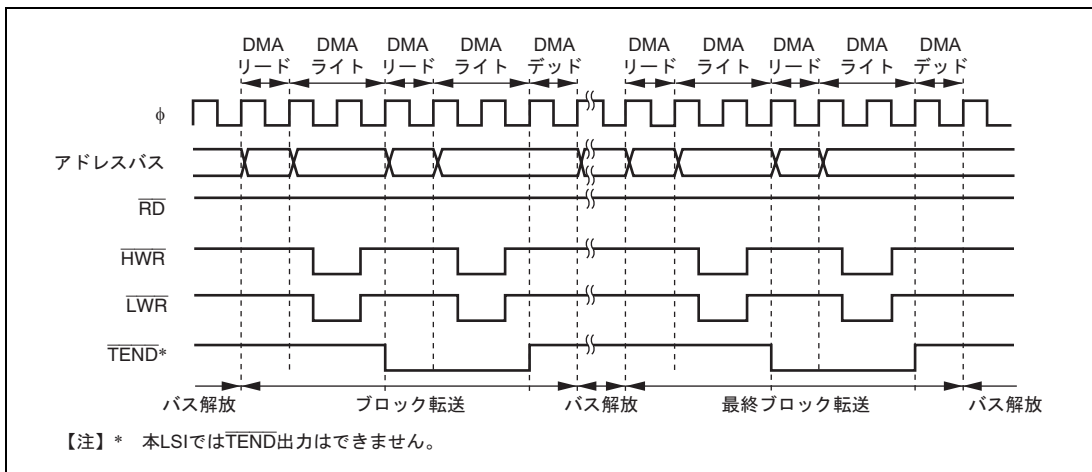 DMA DMA DMA DMA DMA DMA DMA DMA DMA DMA
リード ライト リード ライト デッド リード ライト リード ライト デッド
φ
アドレスバス
RD
HWR
LWR
TEND*
バス解放 ブロック転送 バス解放 最終ブロック転送 バス解放
【注】* 本LSIではTEND出力はできません。